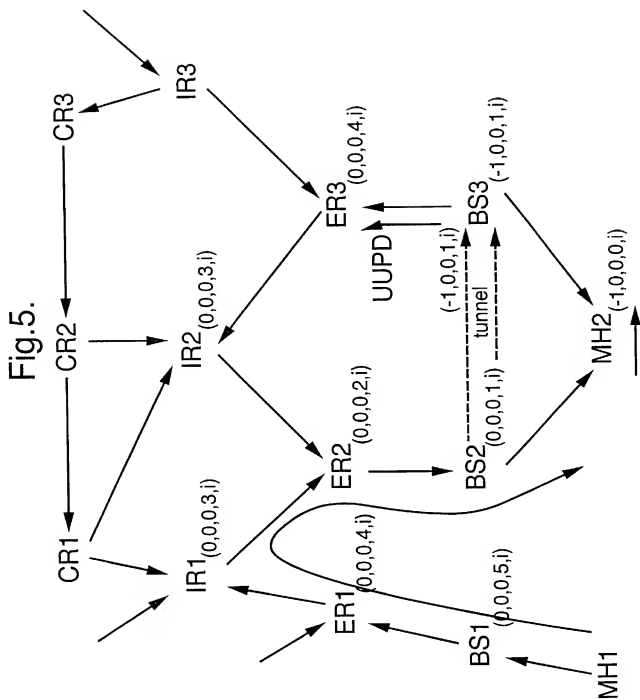 Fig.5.
CR1
CR2
CR3
IR1(0,0,0,3,i)
IR2(0,0,0,3,i)
IR3
ER1(0,0,0,4,i)
ER2(0,0,0,2,i)
ER3(0,0,0,4,i)
UUPD
BS1(0,0,0,5,i)
BS2(0,0,0,1,i)
(-1,0,0,1,i)
tunnel
BS3(-1,0,0,1,i)
MH1
MH2(-1,0,0,0,i)